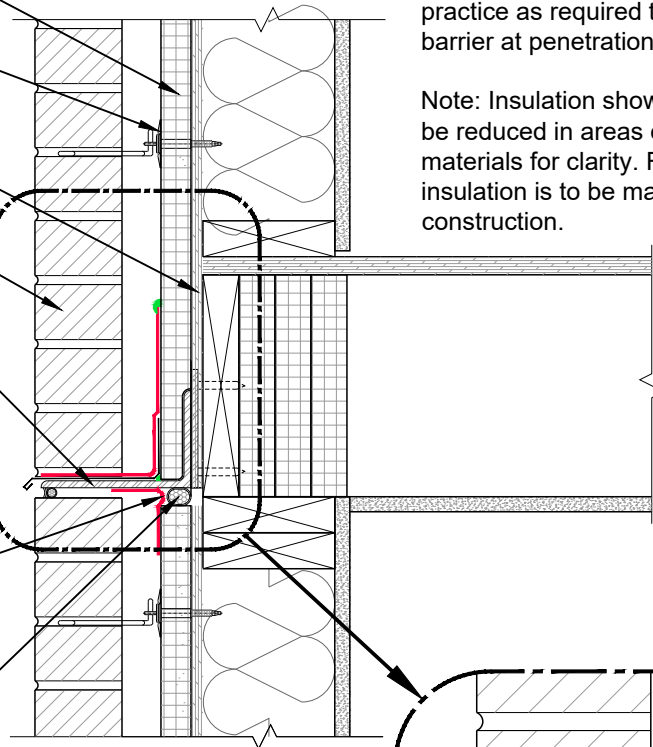 practice as required t
barrier at penetration
Note: Insulation show
be reduced in areas
materials for clarity.
insulation is to be ma
construction.